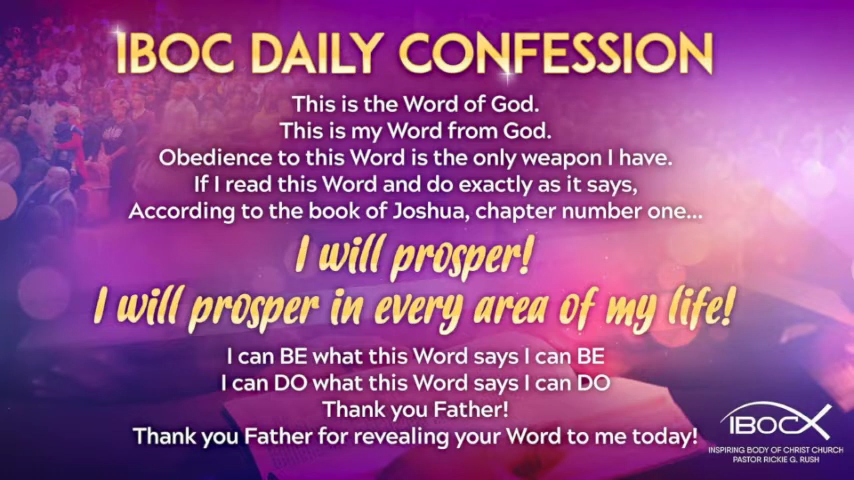 IBOC DAILY CONFESSION
This is the Word of God.
This is my Word from God.
Obedience to this Word is the only weapon I have.
If I read this Word and do exactly as it says,
According to the book of Joshua, chapter number one...
I will prosper!
I will prosper in every area of my life!
I can BE what this Word says I can BE
I can DO what this Word says I can DO
Thank you Father!
Thank you Father for revealing your Word to me today!
IBOC
INSPIRING BODY OF CHRIST CHURCH
PASTOR RICKIE G. RUSH